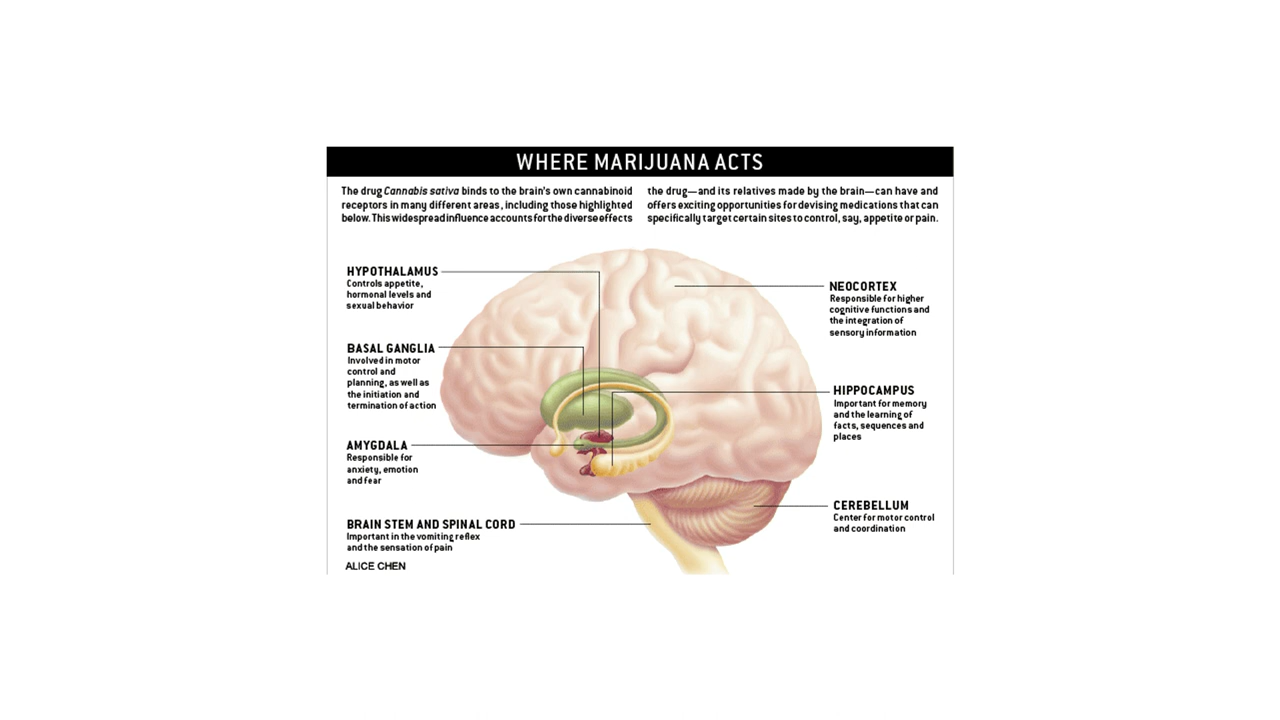 WHERE MARIJUANA ACTS
The drug Cannabis sativa binds to the brain's own cannabinoid
receptors in many different areas, including those highlighted
below. This widespread influence accounts for the diverse effects
the drug—and its relatives made by the brain—can have and
offers exciting opportunities for devising medications that can
specifically target certain sites to control, say, appetite or pain.
HYPOTHALAMUS
Controls appetite,
hormonal levels and
sexual behavior
BASAL GANGLIA
Involved in motor
control and
planning, as well as
the initiation and
termination of action
AMYGDALA
Responsible for
anxiety, emotion
and fear
BRAIN STEM AND SPINAL CORD
Important in the vomiting reflex
and the sensation of pain
ALICE CHEN
NEOCORTEX
Responsible for higher
cognitive functions and
the integration of
sensory information
HIPPOCAMPUS
Important for memory
and the learning of
facts, sequences and
places
CEREBELLUM
Center for motor control
and coordination